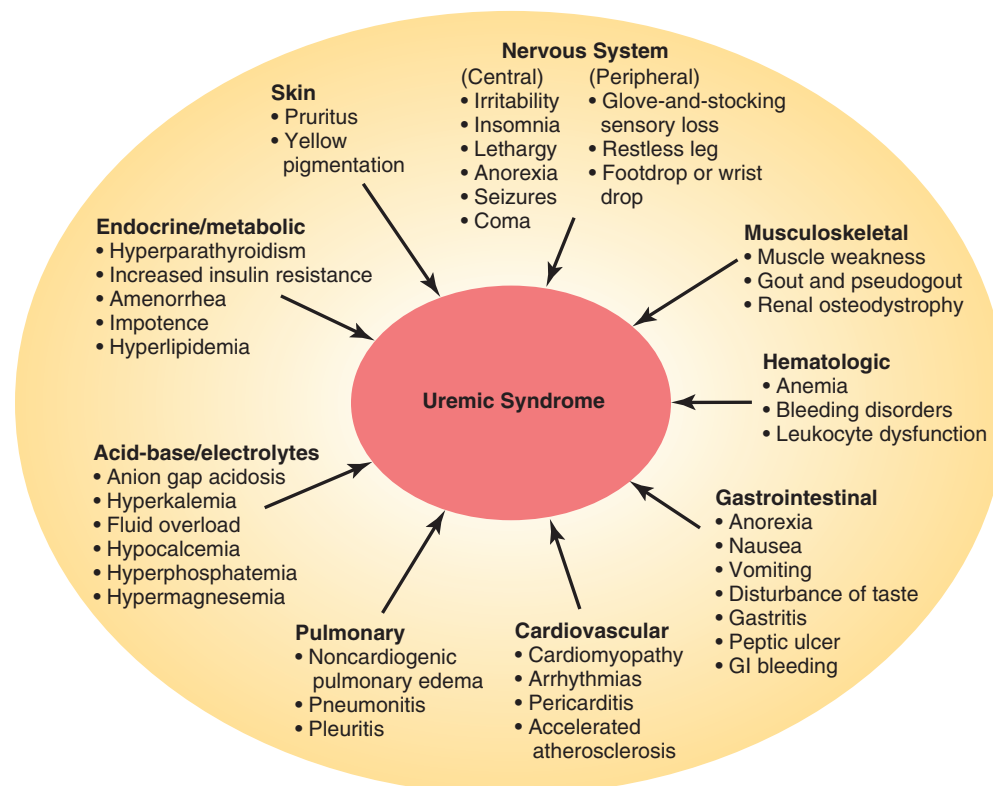 Nervous System
(Central)
• Irritability
• Insomnia
• Lethargy
• Anorexia
• Seizures
• Coma
(Peripheral)
• Glove-and-stocking
sensory loss
• Restless leg
• Footdrop or wrist
drop
Skin
• Pruritus
• Yellow
pigmentation
Endocrine/metabolic
• Hyperparathyroidism
• Increased insulin resistance
• Amenorrhea
• Impotence
• Hyperlipidemia
Musculoskeletal
• Muscle weakness
• Gout and pseudogout
• Renal osteodystrophy
Uremic Syndrome
Hematologic
• Anemia
• Bleeding disorders
• Leukocyte dysfunction
Acid-base/electrolytes
• Anion gap acidosis
• Hyperkalemia
• Fluid overload
• Hypocalcemia
• Hyperphosphatemia
• Hypermagnesemia
Gastrointestinal
• Anorexia
• Nausea
• Vomiting
• Disturbance of taste
• Gastritis
• Peptic ulcer
• GI bleeding
Pulmonary
• Noncardiogenic
pulmonary edema
• Pneumonitis
• Pleuritis
Cardiovascular
• Cardiomyopathy
• Arrhythmias
• Pericarditis
• Accelerated
atherosclerosis